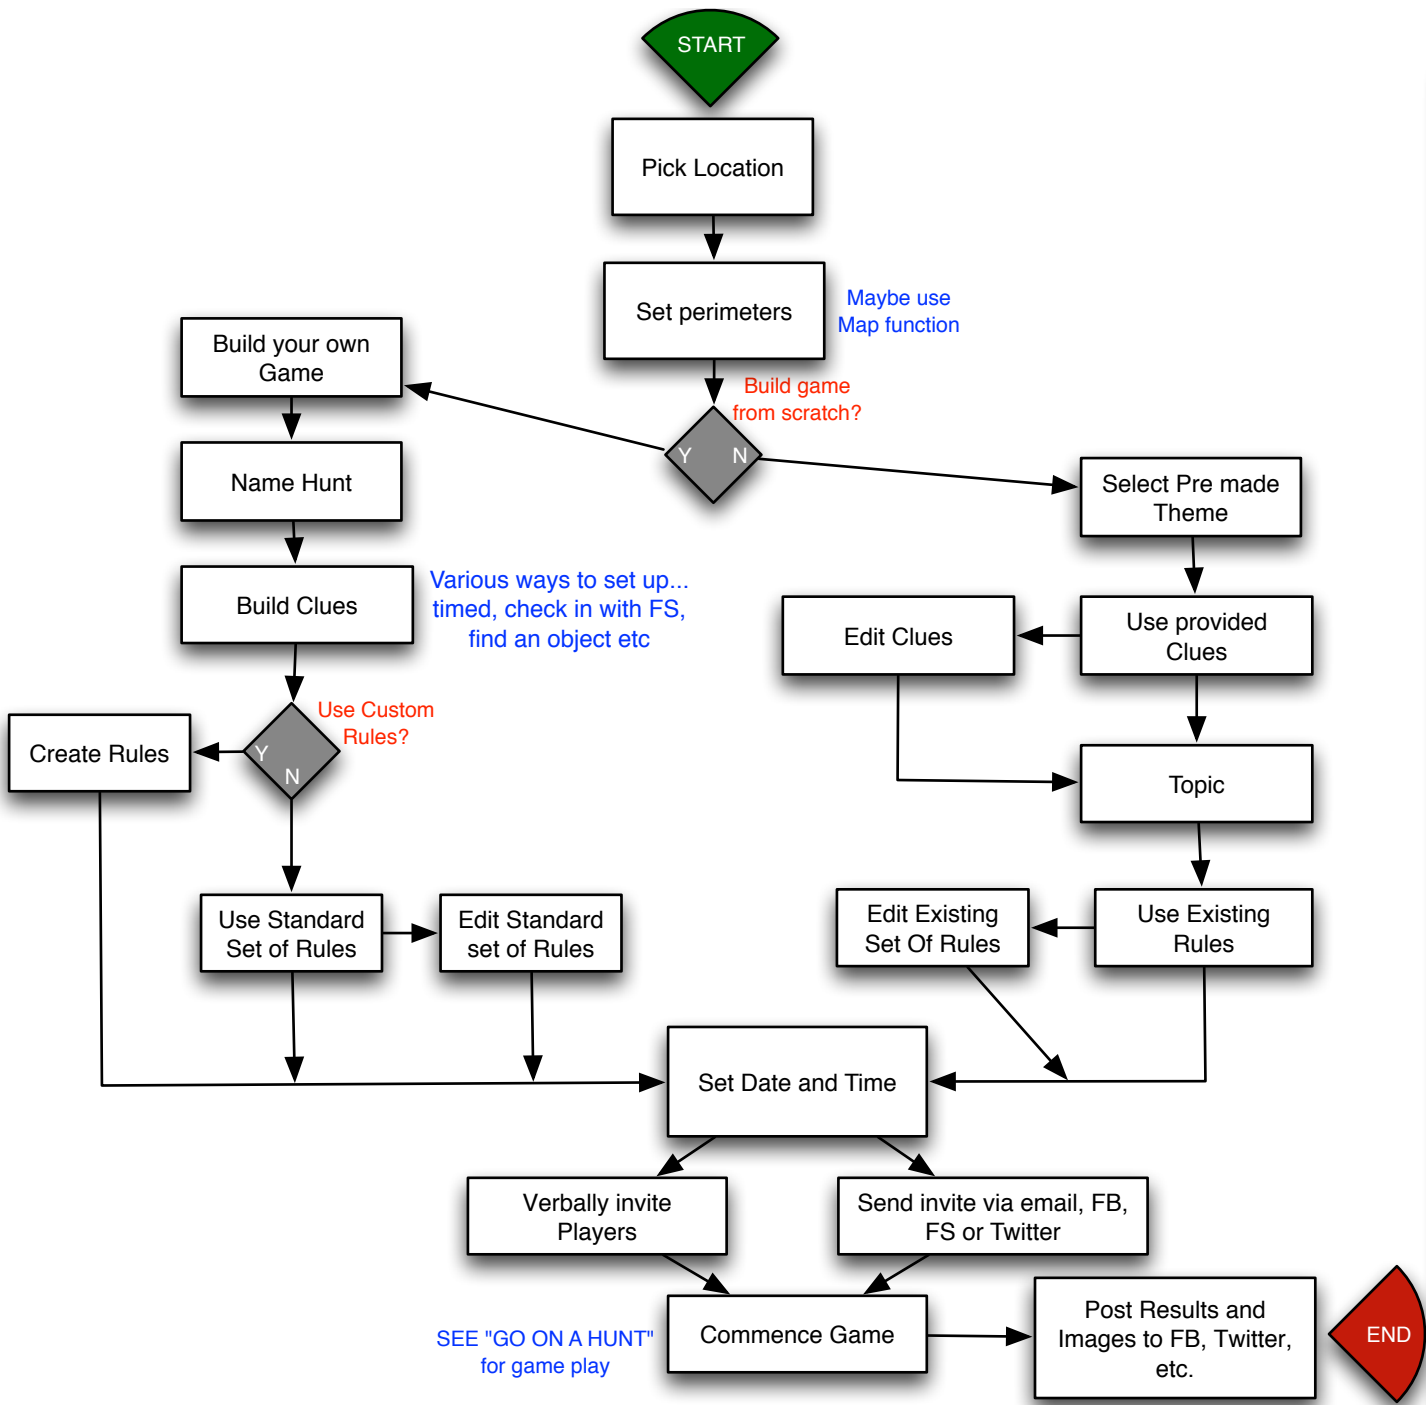 START
Pick Location
Set perimeters
Maybe use
Map function
Build game
from scratch?
Y
N
Build your own
Game
Name Hunt
Build Clues
Various ways to set up...
timed, check in with FS,
find an object etc
Use Custom
Rules?
Y
N
Create Rules
Use Standard
Set of Rules
Edit Standard
set of Rules
Select Pre made
Theme
Use provided
Clues
Edit Clues
Topic
Use Existing
Rules
Edit Existing
Set Of Rules
Set Date and Time
Verbally invite
Players
Send invite via email, FB,
FS or Twitter
Commence Game
SEE "GO ON A HUNT"
for game play
Post Results and
Images to FB, Twitter,
etc.
END